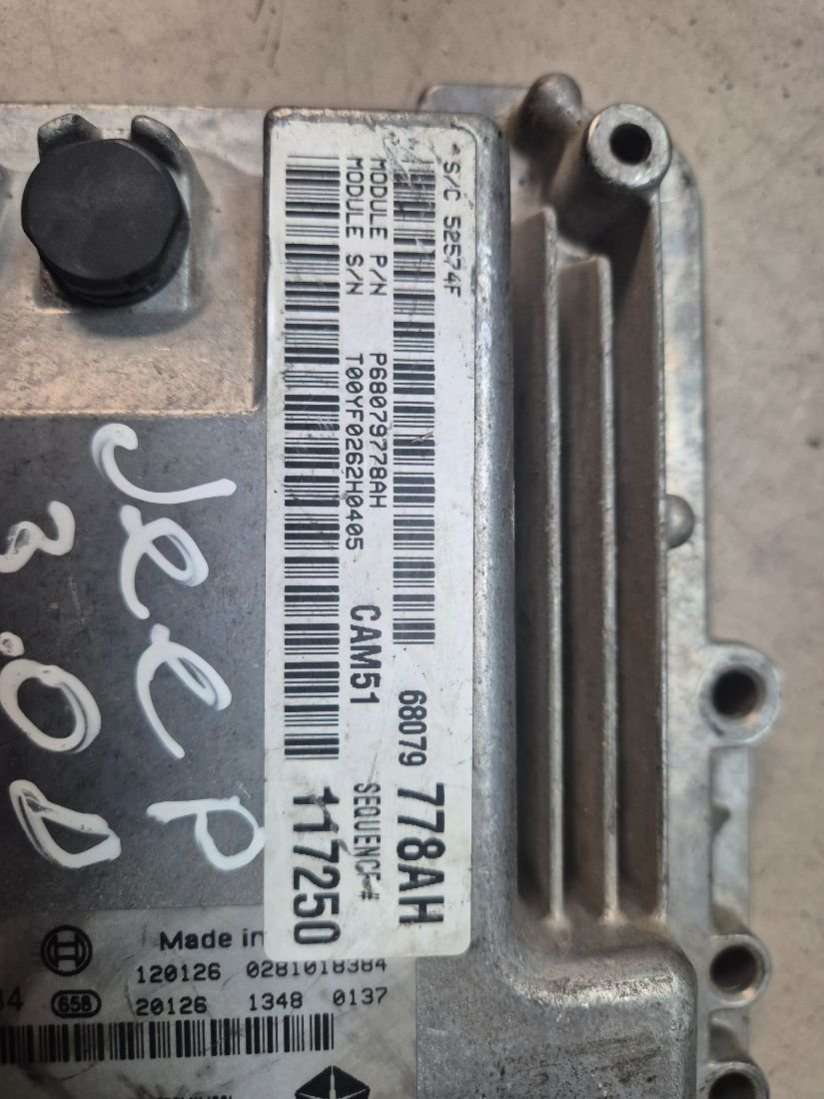 *S/C 52574F
MODULE P/N P68079778AH
MODULE S/N T00YF0262H0405
CAM51
68079
778AH
SEQUENCE #
117250
Jeep
3.0D
Made in
120126 0281018384
658
20126 1348 0137